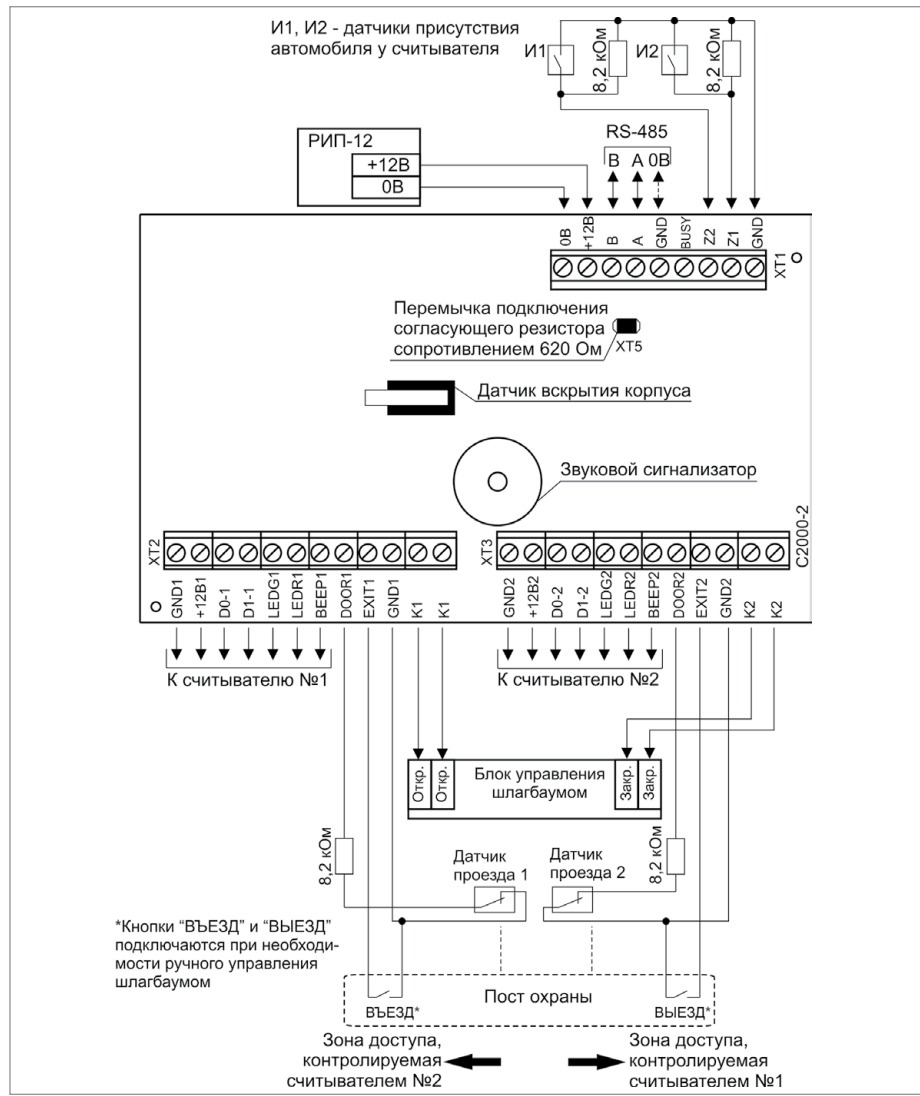 И1, И2 - датчики присутствия
автомобиля у считывателя
И1
8,2 кОм
И2
8,2 кОм
РИП-12
+12В
0В
RS-485
B A 0В
0В
+12В
B
A
GND
BUSY
Z2
Z1
GND
XT1
Перемычка подключения
согласующего резистора
сопротивлением 620 Ом
XT5
Датчик вскрытия корпуса
Звуковой сигнализатор
XT2
XT3
С2000-2
GND1
+12В1
D0-1
D1-1
LEDG1
LEDR1
BEEP1
DOOR1
EXIT1
GND1
K1
K1
GND2
+12В2
D0-2
D1-2
LEDG2
LEDR2
BEEP2
DOOR2
EXIT2
GND2
K2
K2
К считывателю №1
К считывателю №2
Откр.
Откр.
Блок управления
шлагбаумом
Закр.
Закр.
8,2 кОм
Датчик
проезда 1
Датчик
проезда 2
8,2 кОм
*Кнопки “ВЪЕЗД” и “ВЫЕЗД”
подключаются при необходи-
мости ручного управления
шлагбаумом
Пост охраны
ВЪЕЗД*
ВЫЕЗД*
Зона доступа,
контролируемая
считывателем №2
Зона доступа,
контролируемая
считывателем №1